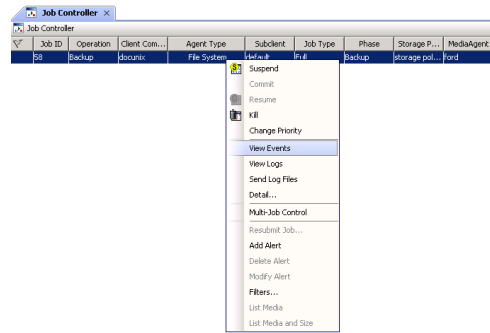 Job Controller ×
Job Controller
Job ID Operation Client Com... Agent Type Subclient Job Type Phase Storage P... MediaAgent
58 Backup docunix File System default Full Backup storage pol... ford
Suspend
Commit
Resume
Kill
Change Priority
View Events
View Logs
Send Log Files
Detail...
Multi-Job Control
Resubmit Job...
Add Alert
Delete Alert
Modify Alert
Filters...
List Media
List Media and Size